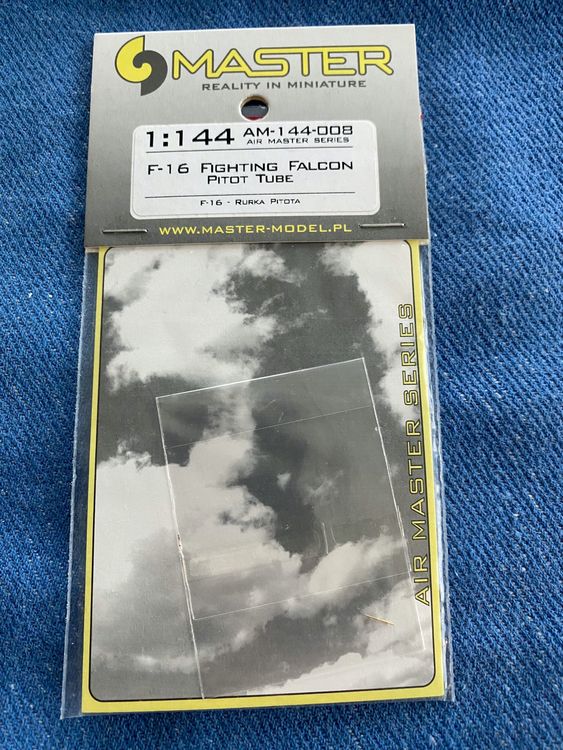 MASTER
REALITY IN MINIATURE
1:144 AM-144-008
AIR MASTER SERIES
F-16 FIGHTING FALCON
PITOT TUBE
F-16 - RURKA PITOTA
WWW.MASTER-MODEL.PL
AIR MASTER SERIES